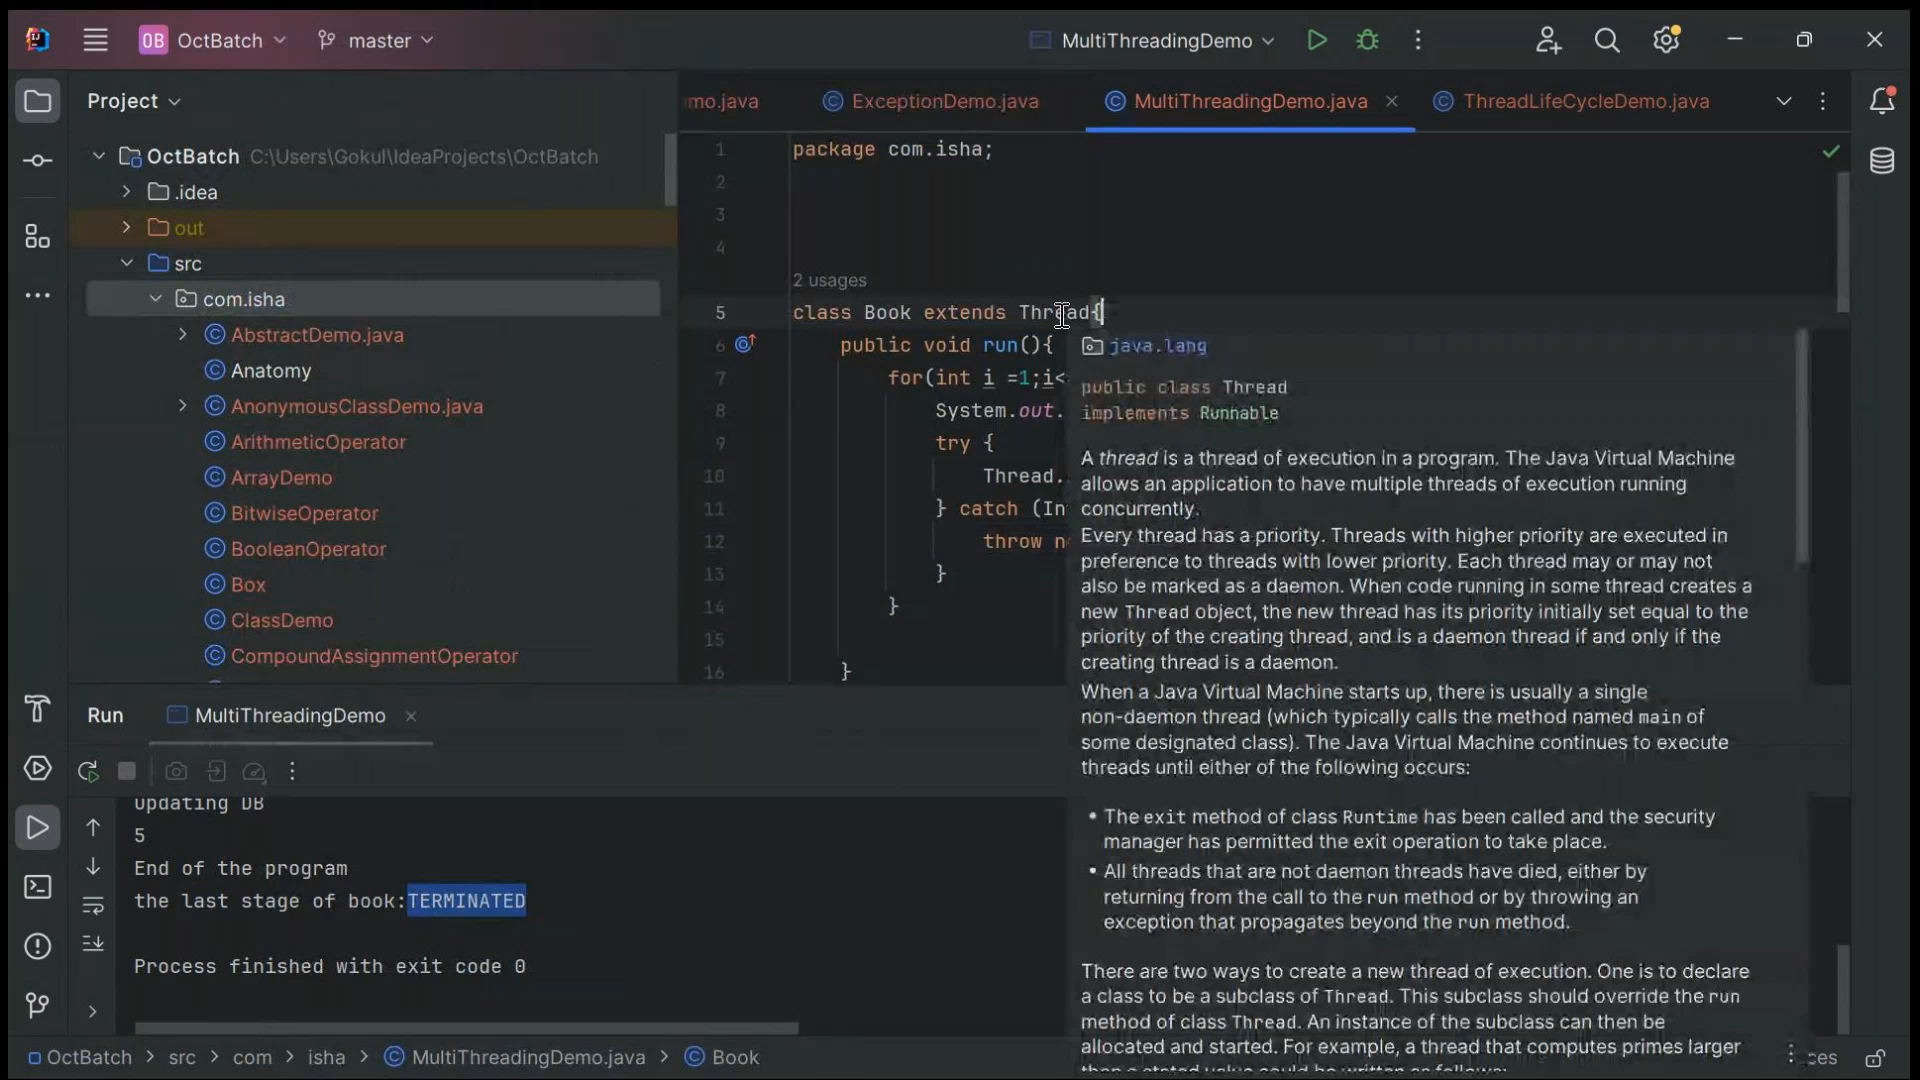 OB OctBatch master MultiThreadingDemo
Project
mo.java ExceptionDemo.java MultiThreadingDemo.java ThreadLifeCycleDemo.java
OctBatch C:\Users\Gokul\IdeaProjects\OctBatch
.idea
out
src
com.isha
AbstractDemo.java
Anatomy
AnonymousClassDemo.java
ArithmeticOperator
ArrayDemo
BitwiseOperator
BooleanOperator
Box
ClassDemo
CompoundAssignmentOperator
1 package com.isha;
2
3
4
2 usages
5 class Book extends Thread{
6 public void run(){
7 for(int i =1;i<
8 System.out.
9 try {
10 Thread.
11 } catch (In
12 throw ne
13 }
14 }
15
16 }
java.lang
public class Thread
implements Runnable
A thread is a thread of execution in a program. The Java Virtual Machine
allows an application to have multiple threads of execution running
concurrently.
Every thread has a priority. Threads with higher priority are executed in
preference to threads with lower priority. Each thread may or may not
also be marked as a daemon. When code running in some thread creates a
new Thread object, the new thread has its priority initially set equal to the
priority of the creating thread, and is a daemon thread if and only if the
creating thread is a daemon.
When a Java Virtual Machine starts up, there is usually a single
non-daemon thread (which typically calls the method named main of
some designated class). The Java Virtual Machine continues to execute
threads until either of the following occurs:
• The exit method of class Runtime has been called and the security
manager has permitted the exit operation to take place.
• All threads that are not daemon threads have died, either by
returning from the call to the run method or by throwing an
exception that propagates beyond the run method.
There are two ways to create a new thread of execution. One is to declare
a class to be a subclass of Thread. This subclass should override the run
method of class Thread. An instance of the subclass can then be
allocated and started. For example, a thread that computes primes larger
than a stated value could be written as follows:
Run MultiThreadingDemo
Updating DB
5
End of the program
the last stage of book:TERMINATED
Process finished with exit code 0
OctBatch > src > com > isha > MultiThreadingDemo.java > Book
ces